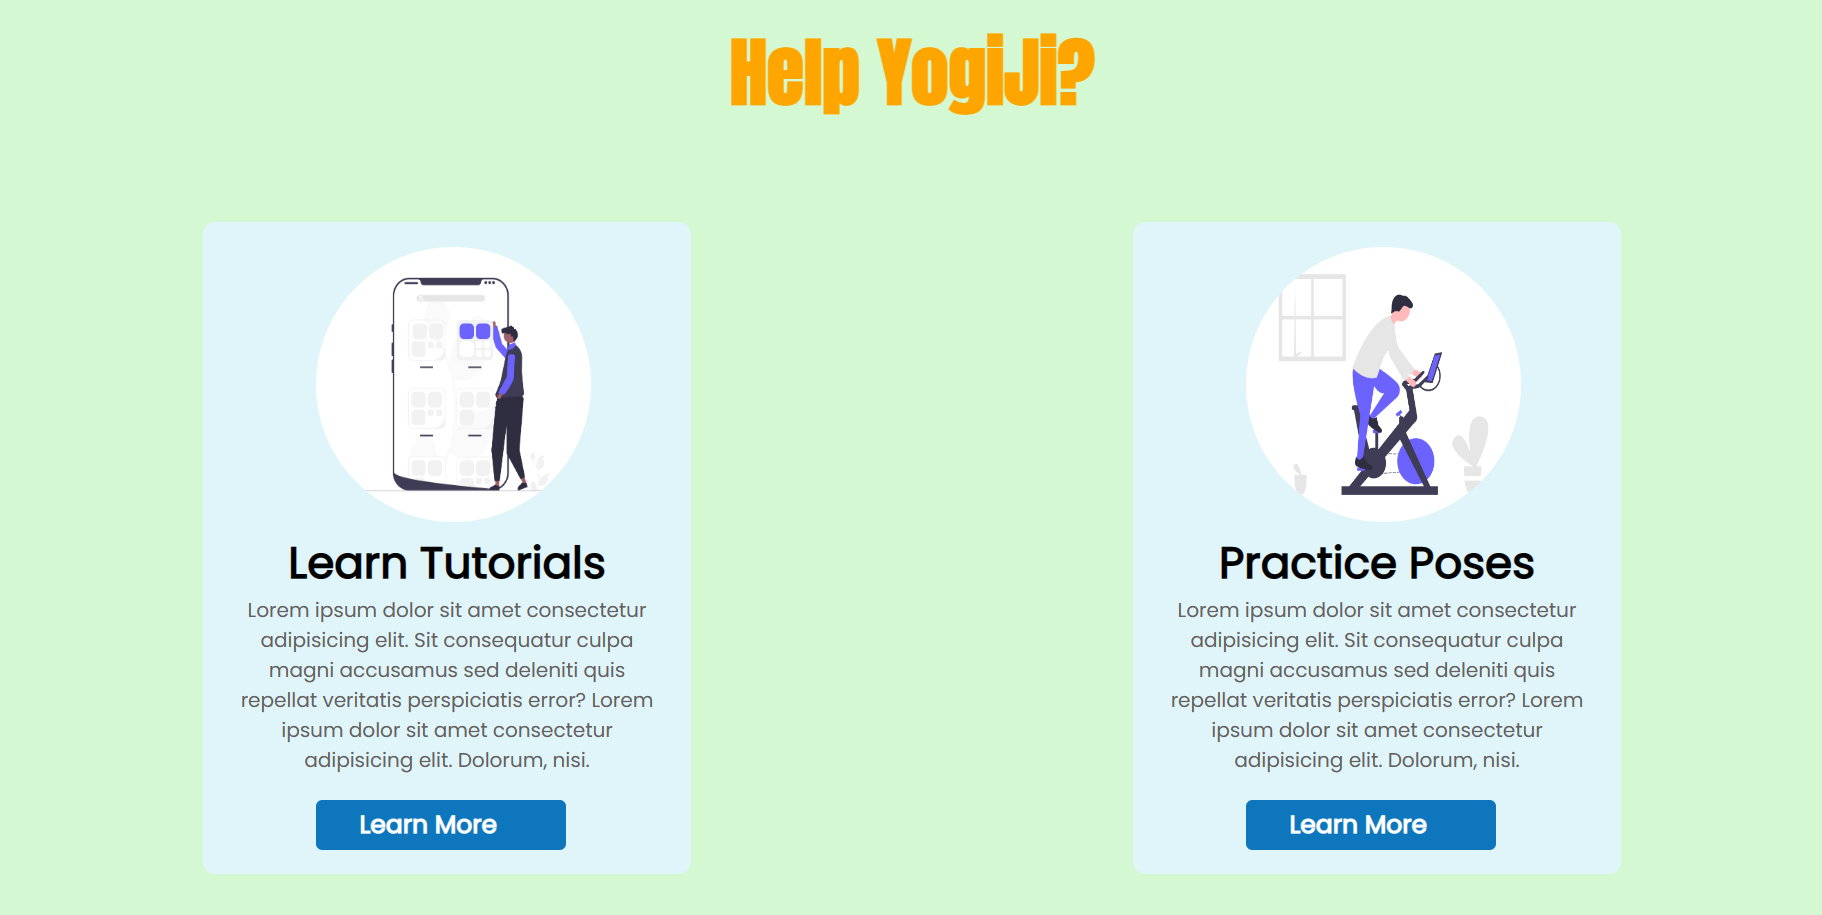 Help YogiJi?
Learn Tutorials
Lorem ipsum dolor sit amet consectetur
adipisicing elit. Sit consequatur culpa
magni accusamus sed deleniti quis
repellat veritatis perspiciatis error? Lorem
ipsum dolor sit amet consectetur
adipisicing elit. Dolorum, nisi.
Learn More
Practice Poses
Lorem ipsum dolor sit amet consectetur
adipisicing elit. Sit consequatur culpa
magni accusamus sed deleniti quis
repellat veritatis perspiciatis error? Lorem
ipsum dolor sit amet consectetur
adipisicing elit. Dolorum, nisi.
Learn More